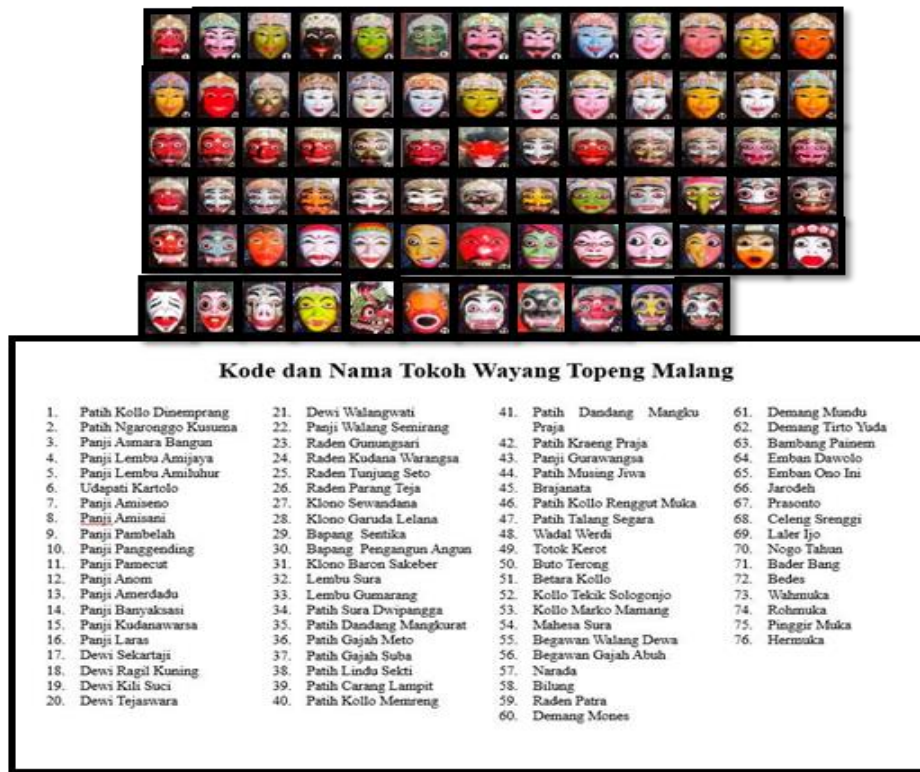 Kode dan Nama Tokoh Wayang Topeng Malang
1. Patih Kollo Dinemprang
2. Patih Ngaronggo Kusuma
3. Panji Asmara Bangun
4. Panji Lembu Amijaya
5. Panji Lembu Amiluhur
6. Udapati Kartolo
7. Panji Amiseno
8. Panji Amisani
9. Panji Pambelah
10. Panji Panggending
11. Panji Pamecut
12. Panji Anom
13. Panji Amerdadu
14. Panji Banyaksasi
15. Panji Kudanawarsa
16. Panji Laras
17. Dewi Sekartaji
18. Dewi Ragil Kuning
19. Dewi Kili Suci
20. Dewi Tejaswara
21. Dewi Walangwati
22. Panji Walang Semirang
23. Raden Gunungsari
24. Raden Kudana Warangsa
25. Raden Tunjung Seto
26. Raden Parang Teja
27. Klono Sewandana
28. Klono Garuda Lelana
29. Bapang Sentika
30. Bapang Pengangun Angun
31. Klono Baron Sakeber
32. Lembu Sura
33. Lembu Gumarang
34. Patih Sura Dwipangga
35. Patih Dandang Mangkurat
36. Patih Gajah Meto
37. Patih Gajah Suba
38. Patih Lindu Sekti
39. Patih Carang Lampit
40. Patih Kollo Memreng
41. Patih Dandang Mangku
Praja
42. Patih Kraeng Praja
43. Panji Gurawangsa
44. Patih Musing Jiwa
45. Brajanata
46. Patih Kollo Renggut Muka
47. Patih Talang Segara
48. Wadal Werdi
49. Totok Kerot
50. Buto Terong
51. Betara Kollo
52. Kollo Tekik Sologonjo
53. Kollo Marko Mamang
54. Mahesa Sura
55. Begawan Walang Dewa
56. Begawan Gajah Abuh
57. Narada
58. Bilung
59. Raden Patra
60. Demang Mones
61. Demang Mundu
62. Demang Tirto Yuda
63. Bambang Painem
64. Emban Dawolo
65. Emban Ono Ini
66. Jarodeh
67. Prasonto
68. Celeng Srenggi
69. Laler Ijo
70. Nogo Tahun
71. Bader Bang
72. Bedes
73. Wahmuka
74. Rohmuka
75. Pinggir Muka
76. Hermuka